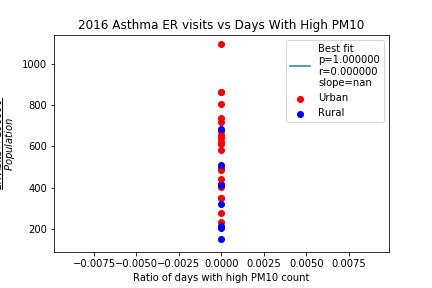 2016 Asthma ER visits vs Days With High PM10
Best fit
p=1.000000
r=0.000000
slope=nan
Urban
Rural
1000
800
600
400
200
Population
−0.0075 −0.0050 −0.0025 0.0000 0.0025 0.0050 0.0075
Ratio of days with high PM10 count